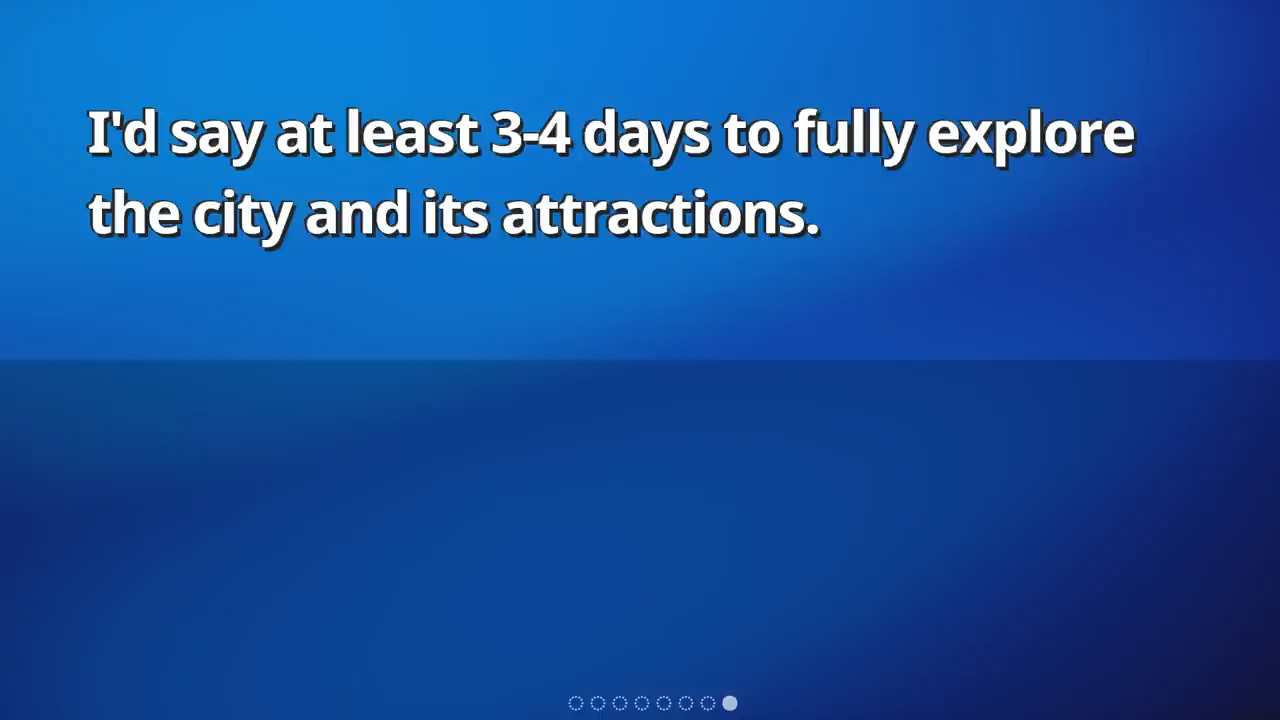 I'd say at least 3-4 days to fully explore
the city and its attractions.